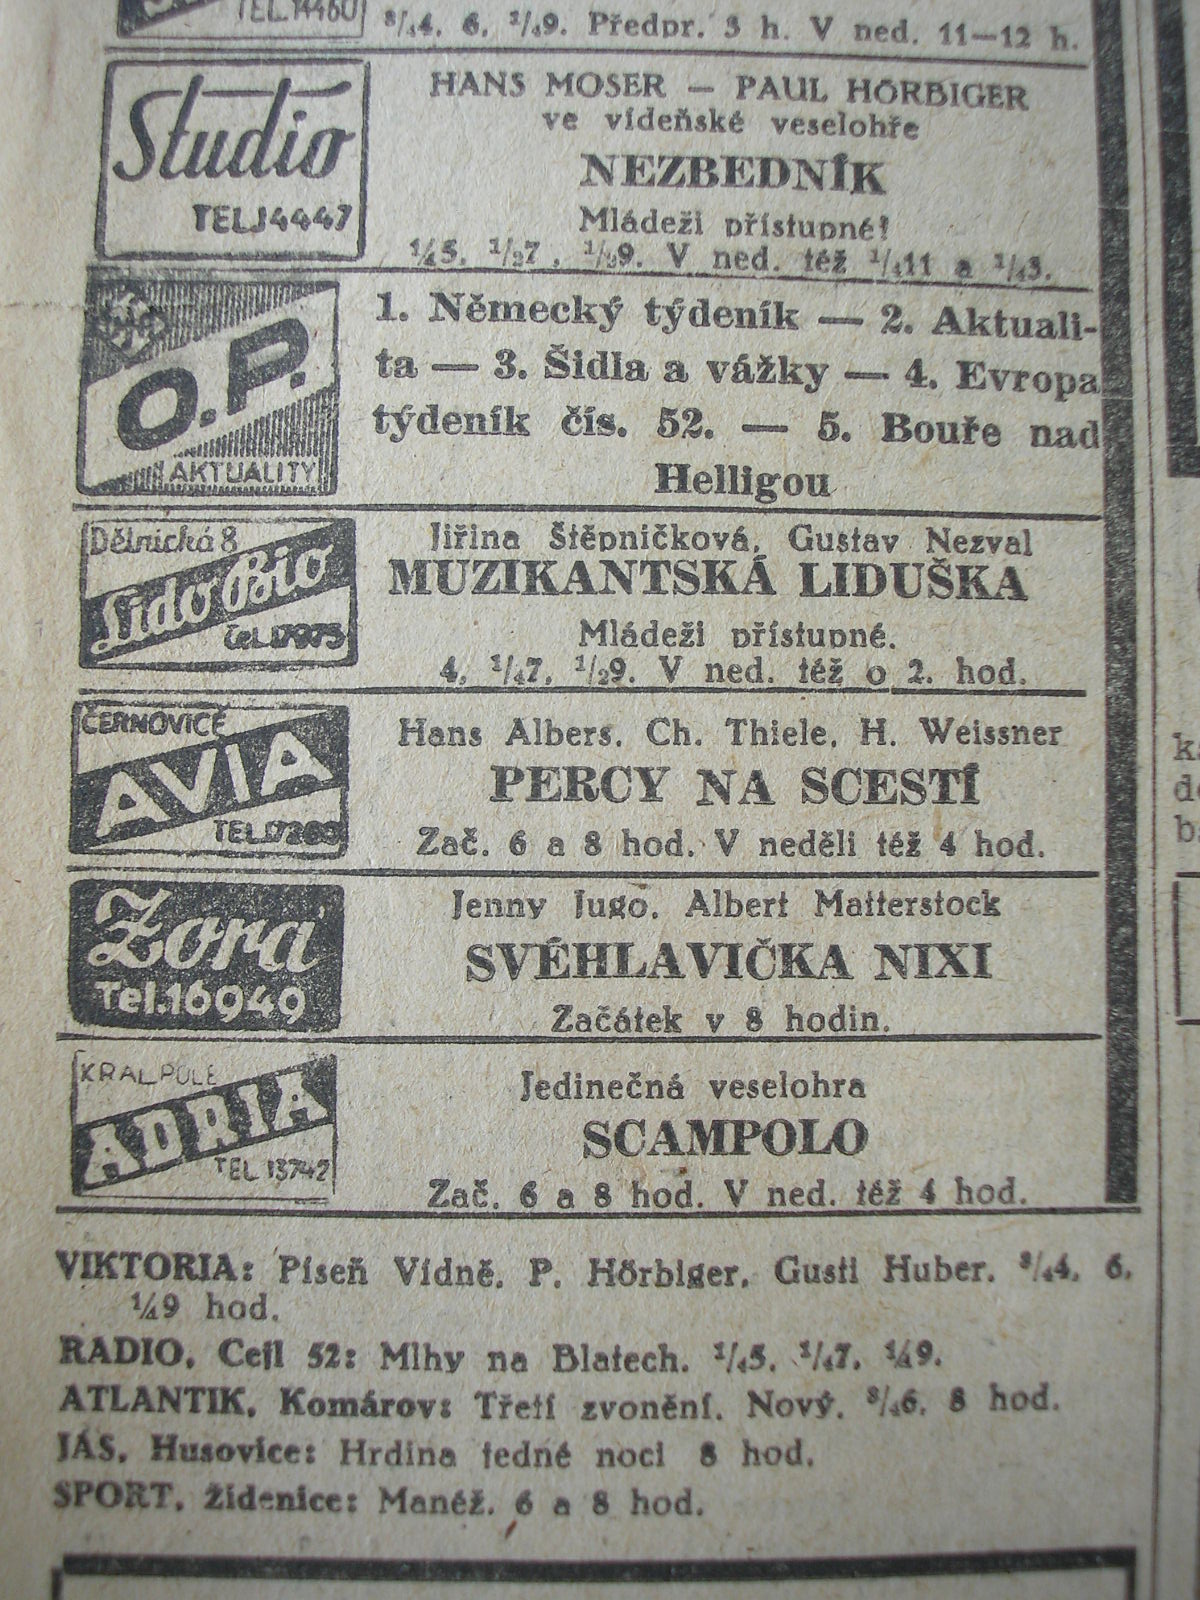 TEL.14460
³/₄4, 6, ¹/₄9. Předpr. 3 h. V ned. 11—12 h.
Studio
TEL.14447
HANS MOSER — PAUL HÖRBIGER
ve vídeňské veselohře
NEZBEDNÍK
Mládeži přístupné!
¼5, ¹/₂7, ¹/₂9. V ned. též ¹/₄11 a ¹/₄3.
O.P.
AKTUALITY
1. Německý týdeník — 2. Aktuali-
ta — 3. Šidla a vážky — 4. Evropa
týdeník čís. 52. — 5. Bouře nad
Helligou
Dělnická 8
Lido Bio
tel. 17975
Jiřina Štěpničková, Gustav Nezval
MUZIKANTSKÁ LIDUŠKA
Mládeži přístupné.
4, ¹/₄7, ¹/₂9. V ned. též o 2. hod.
ČERNOVICE
AVIA
Hans Albers, Ch. Thiele, H. Weissner
PERCY NA SCESTÍ
Zač. 6 a 8 hod. V neděli též 4 hod.
Zora
Tel.16949
Jenny Jugo, Albert Matterstock
SVÉHLAVIČKA NIXI
Začátek v 8 hodin.
KRÁL. POLE
ADRIA
TEL. 13742
Jedinečná veselohra
SCAMPOLO
Zač. 6 a 8 hod. V ned. též 4 hod.
VIKTORIA: Píseň Vídně. P. Hörbiger, Gusti Huber. ³/₄4, 6,
¼9 hod.
RADIO, Cejl 52: Mlhy na Blatech. ¹/₄5, ¹/₄7, ¼9.
ATLANTIK, Komárov: Třetí zvonění. Nový. ³/₄6, 8 hod.
JAS, Husovice: Hrdina jedné noci 8 hod.
SPORT, Židenice: Manéž. 6 a 8 hod.